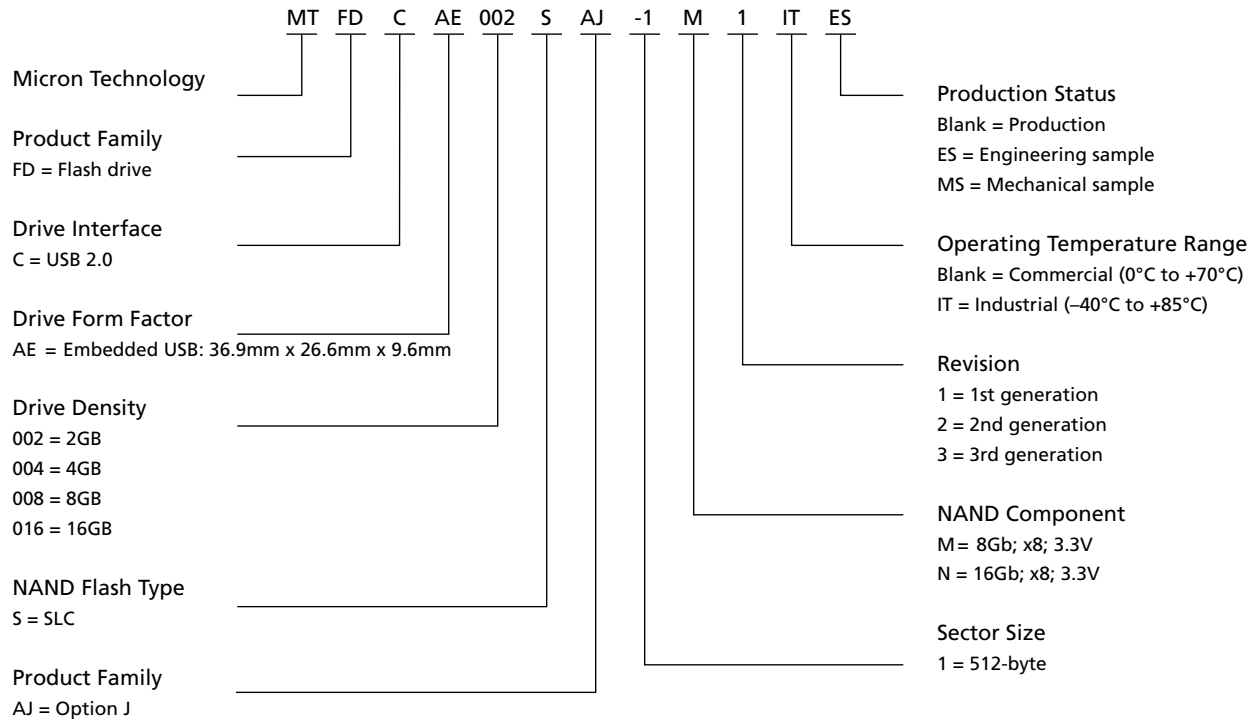 MT FD C AE 002 S AJ -1 M 1 IT ES
Micron Technology
Product Family
FD = Flash drive
Drive Interface
C = USB 2.0
Drive Form Factor
AE = Embedded USB: 36.9mm x 26.6mm x 9.6mm
Drive Density
002 = 2GB
004 = 4GB
008 = 8GB
016 = 16GB
NAND Flash Type
S = SLC
Product Family
AJ = Option J
Production Status
Blank = Production
ES = Engineering sample
MS = Mechanical sample
Operating Temperature Range
Blank = Commercial (0°C to +70°C)
IT = Industrial (–40°C to +85°C)
Revision
1 = 1st generation
2 = 2nd generation
3 = 3rd generation
NAND Component
M = 8Gb; x8; 3.3V
N = 16Gb; x8; 3.3V
Sector Size
1 = 512-byte